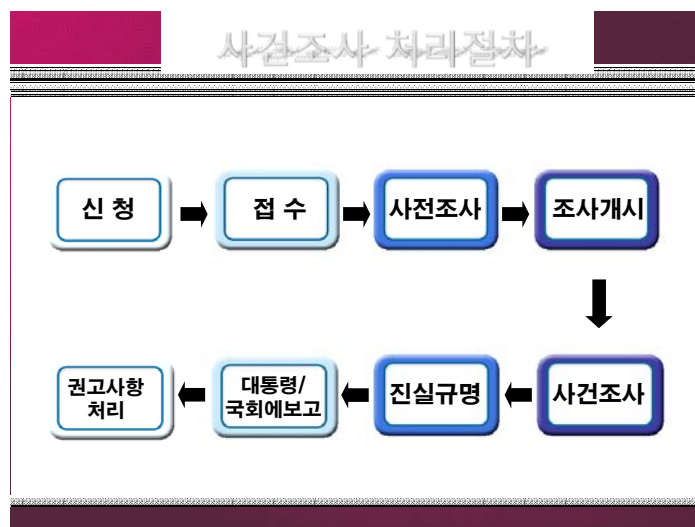 사건조사 처리절차
신 청
접 수
사전조사
조사개시
권고사항
처리
대통령/
국회에보고
진실규명
사건조사